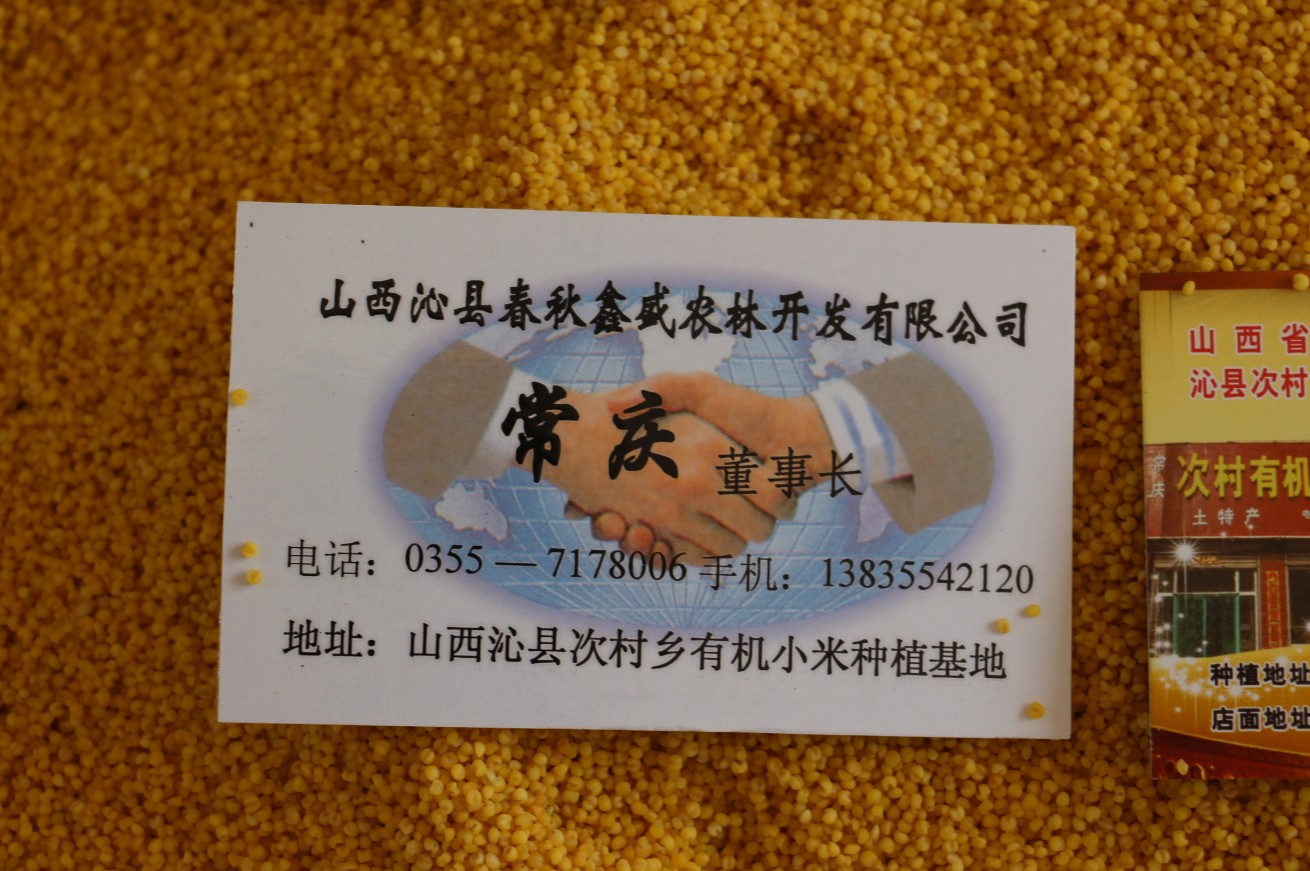 山西沁县春秋鑫盛农林开发有限公司
常庆 董事长
电话：0355—7178006 手机：13835542120
地址：山西沁县次村乡有机小米种植基地
山西省
沁县次村
常庆
次村有机
土特产
种植地址
店面地址